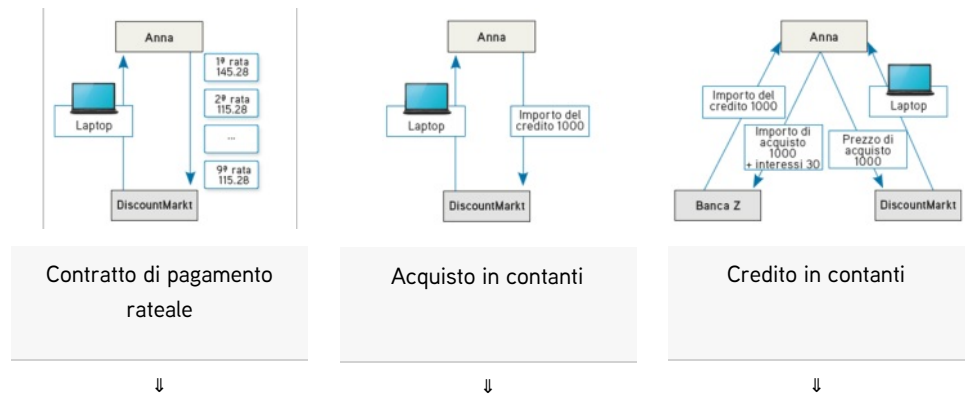 Anna
1ª rata
145.28
2ª rata
115.28
...
9ª rata
115.28
Laptop
DiscountMarkt
Contratto di pagamento
rateale
⇓
Anna
Laptop
Importo del
credito 1000
DiscountMarkt
Acquisto in contanti
⇓
Anna
Importo del
credito 1000
Laptop
Importo di
acquisto
1000
+ interessi 30
Prezzo di
acquisto
1000
Banca Z
DiscountMarkt
Credito in contanti
⇓